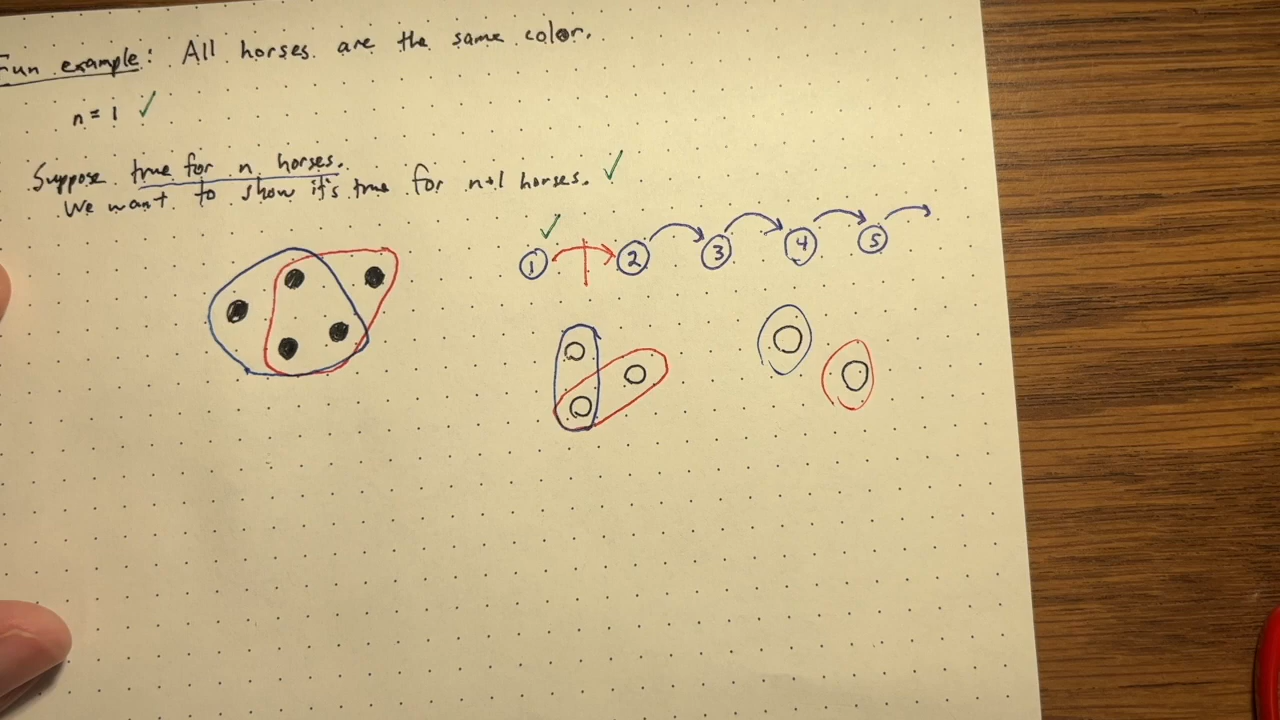 Fun example: All horses are the same color.
n = 1 ✓
Suppose true for n horses.
We want to show it's true for n+1 horses. ✓
✓
1 2 3 4 5